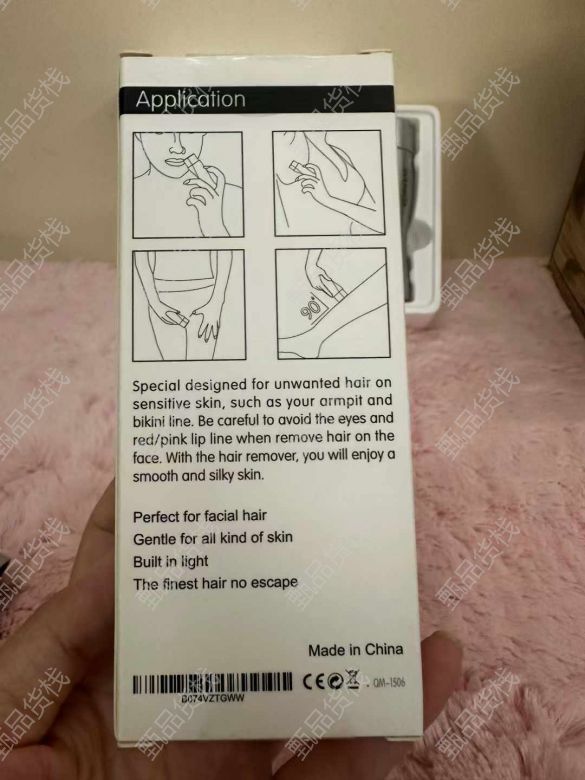 Application
90°
Special designed for unwanted hair on
sensitive skin, such as your armpit and
bikini line. Be careful to avoid the eyes and
red/pink lip line when remove hair on the
face. With the hair remover, you will enjoy a
smooth and silky skin.
Perfect for facial hair
Gentle for all kind of skin
Built in light
The finest hair no escape
Made in China
B074VZTGWW
CE
QM-1506
甄品货栈